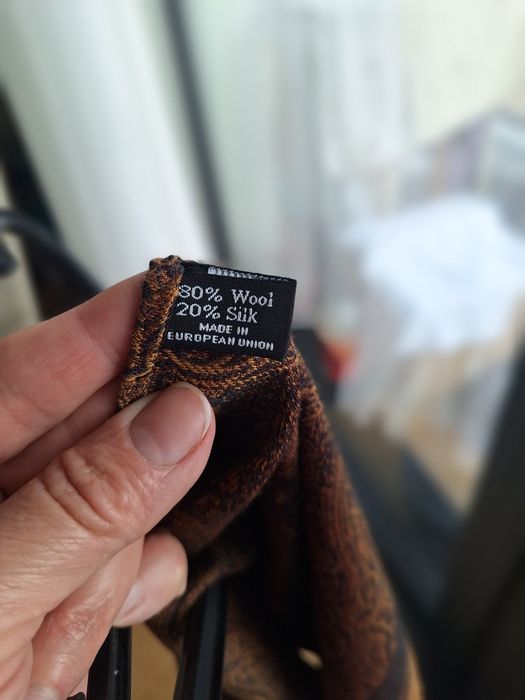 80% Wool
20% Silk
MADE IN
EUROPEAN UNION